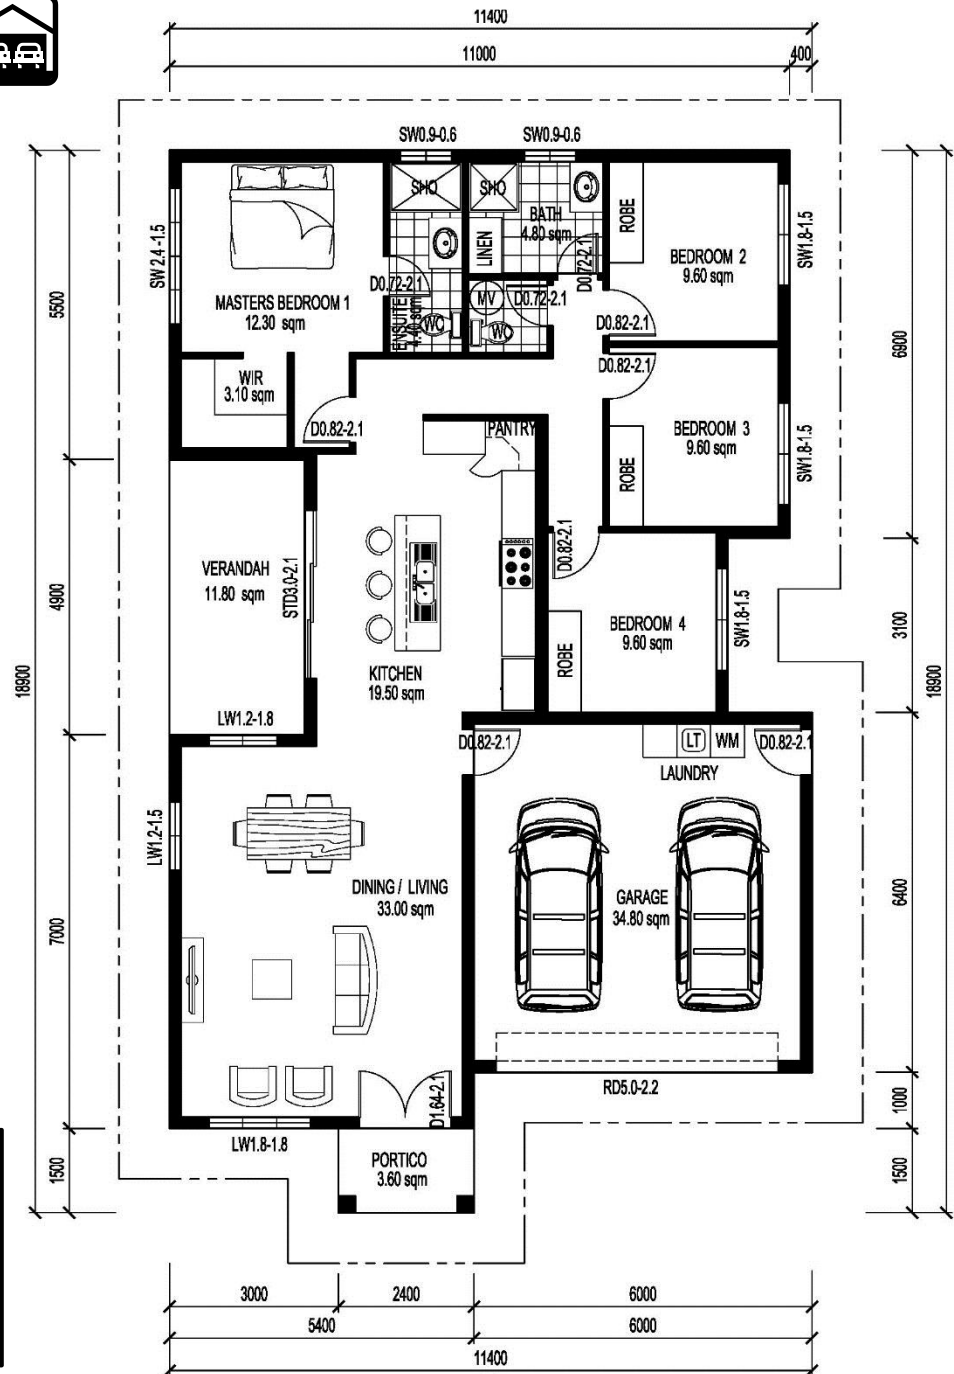 11400
11000
400
SW0.9-0.6
SW0.9-0.6
SHO
SHO
BATH
4.80 sqm
LINEN
D0.72-2.1
ROBE
BEDROOM 2
9.60 sqm
SW1.8-1.5
SW 2.4 -1.5
MASTERS BEDROOM 1
12.30 sqm
D0.72-2.1
ENSUITE
4.40 sqm
WC
MV
D0.72-2.1
WC
D0.82-2.1
D0.82-2.1
5500
6900
WIR
3.10 sqm
D0.82-2.1
PANTRY
BEDROOM 3
9.60 sqm
ROBE
SW1.8-1.5
VERANDAH
11.80 sqm
STD3.0-2.1
D0.82-2.1
4900
3100
BEDROOM 4
9.60 sqm
ROBE
SW1.8-1.5
KITCHEN
19.50 sqm
18900
18900
LW1.2-1.8
D0.82-2.1
LT
WM
D0.82-2.1
LAUNDRY
LW1.2-1.5
DINING / LIVING
33.00 sqm
GARAGE
34.80 sqm
7000
6400
D1.64-2.1
RD5.0-2.2
1000
LW1.8-1.8
PORTICO
3.60 sqm
1500
1500
3000
2400
6000
5400
6000
11400